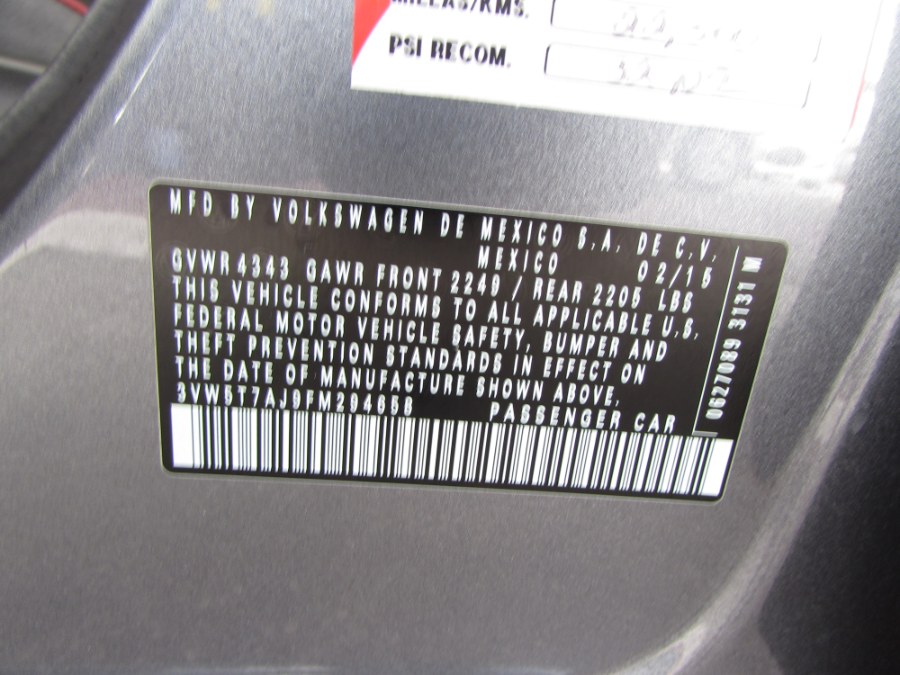 MILLAS/KMS.
PSI RECOM.
MFD BY VOLKSWAGEN DE MEXICO S.A. DE C.V.
MEXICO 02/15
GVWR 4343 GAWR FRONT 2249 / REAR 2205 LBS
THIS VEHICLE CONFORMS TO ALL APPLICABLE U.S.
FEDERAL MOTOR VEHICLE SAFETY, BUMPER AND
THEFT PREVENTION STANDARDS IN EFFECT ON
THE DATE OF MANUFACTURE SHOWN ABOVE.
3VW5T7AJ9FM294658 PASSENGER CAR
0627089 3131 M